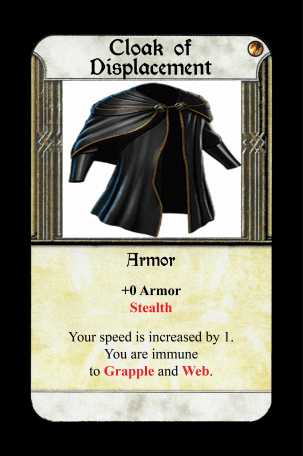 Cloak of
Displacement
Armor
+0 Armor
Stealth
Your speed is increased by 1.
You are immune
to Grapple and Web.